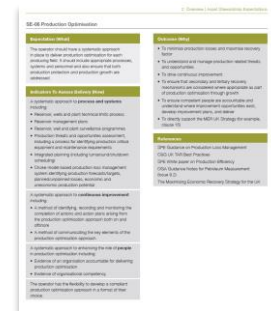 SE-06 Production Optimisation
Expectation (What)
The operator should have a systematic approach
in place to deliver production optimisation for each
producing field. It should include appropriate processes,
systems and personnel and also ensure that both
production protection and production growth are
addressed.
Indicators To Assess Delivery (How)
A systematic approach to process and systems
including:
• Reservoir, wells and plant technical limits process
• Reservoir management plans
• Reservoir, well and plant surveillance programmes
• Production threats and opportunities assessment,
including a process for identifying production critical
equipment and maintenance requirements
• Integrated planning including turnaround/shutdown
scheduling
• Choke model based production loss management
system identifying production forecasts/targets,
planned/unplanned losses, economic and
uneconomic production potential
A systematic approach to continuous improvement
including:
• A method of identifying, recording and monitoring the
completion of actions and action plans arising from
the production optimisation approach both on and
offshore
• A method of communicating the key elements of the
production optimisation approach
A systematic approach to enhancing the role of people
in production optimisation including:
• Evidence of an organisation accountable for delivering
production optimisation
• Evidence of organisational competency
The operator has the flexibility to develop a compliant
production optimisation approach in a format of their
choice.
Outcome (Why)
• To minimise production losses and maximise recovery
factor
• To understand and manage production related threats
and opportunities
• To drive continuous improvement
• To ensure that secondary and tertiary recovery
mechanisms are considered where applicable as part
of production optimisation through growth
• To ensure competent people are accountable and
understand where improvement opportunities exist,
develop improvement plans, and deliver
• To directly support the MER UK Strategy (for example,
clause 10)
References
SPE Guidance on Production Loss Management
OGUK TAR Best Practices
SPE White paper on Production Efficiency
OGA Guidance Notes for Petroleum Measurement
Issue 9.2
The Maximising Economic Recovery Strategy for the UK